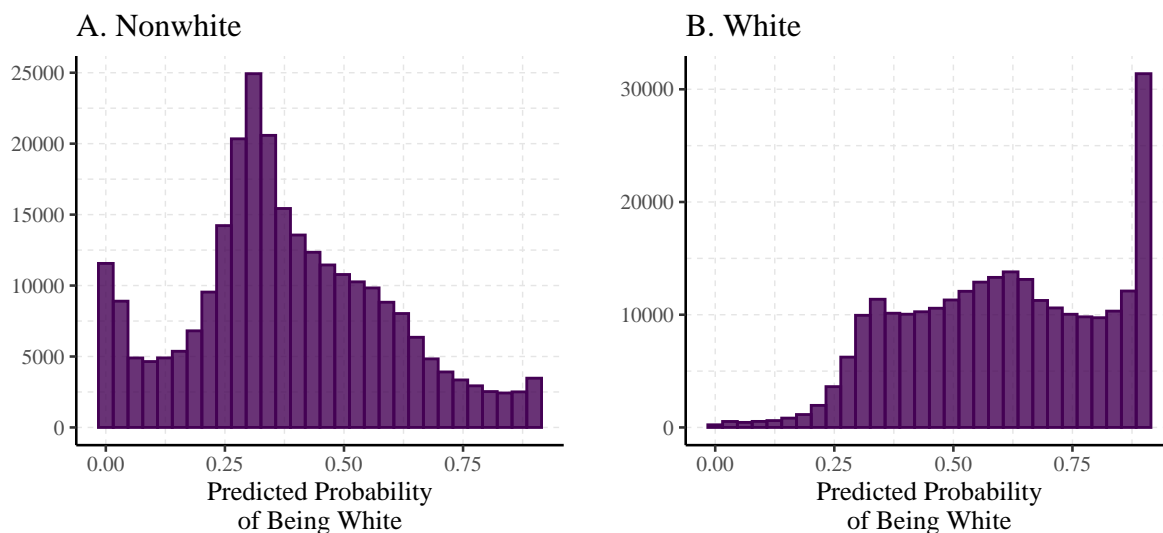 A. Nonwhite
25000
20000
15000
10000
5000
0
0.00 0.25 0.50 0.75
Predicted Probability
of Being White
B. White
30000
20000
10000
0
0.00 0.25 0.50 0.75
Predicted Probability
of Being White